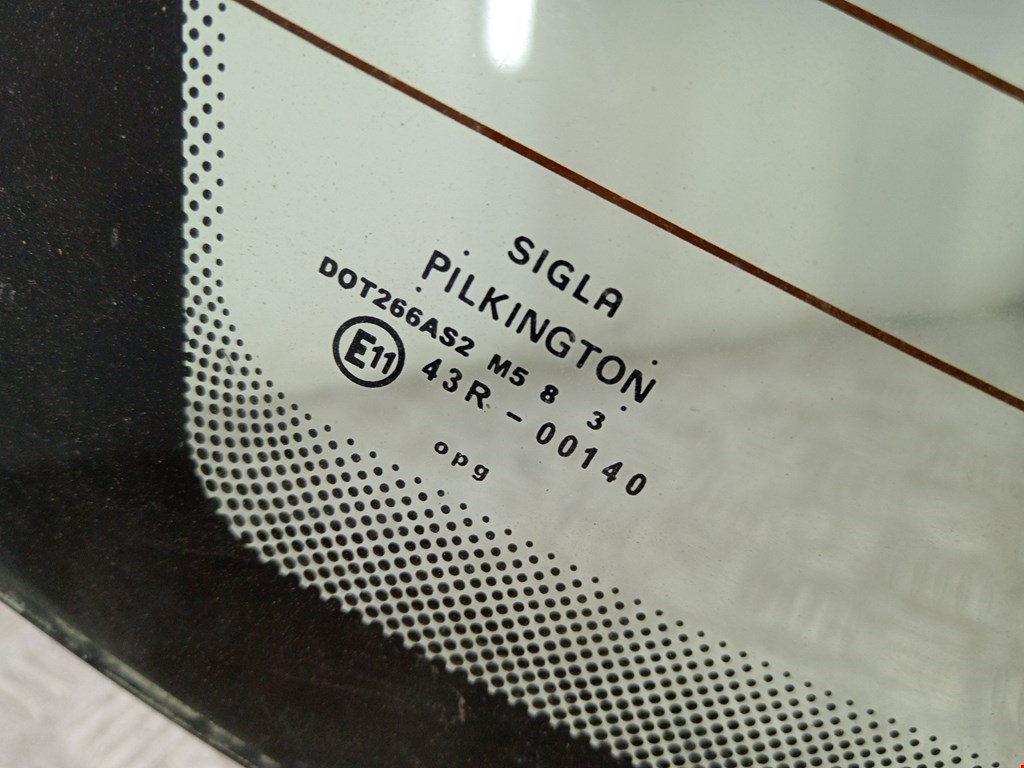 SIGLA
PILKINGTON
DOT266AS2 M5 8 3
E11 43R - 00140
opg